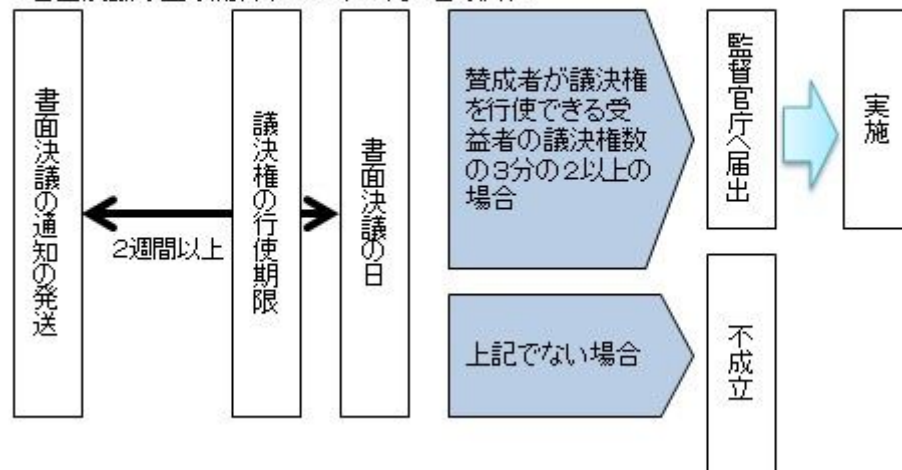 書面決議の通知の発送
2週間以上
議決権の行使期限
書面決議の日
賛成者が議決権
を行使できる受
益者の議決権数
の3分の2以上の
場合
監督官庁へ届出
実施
上記でない場合
不成立